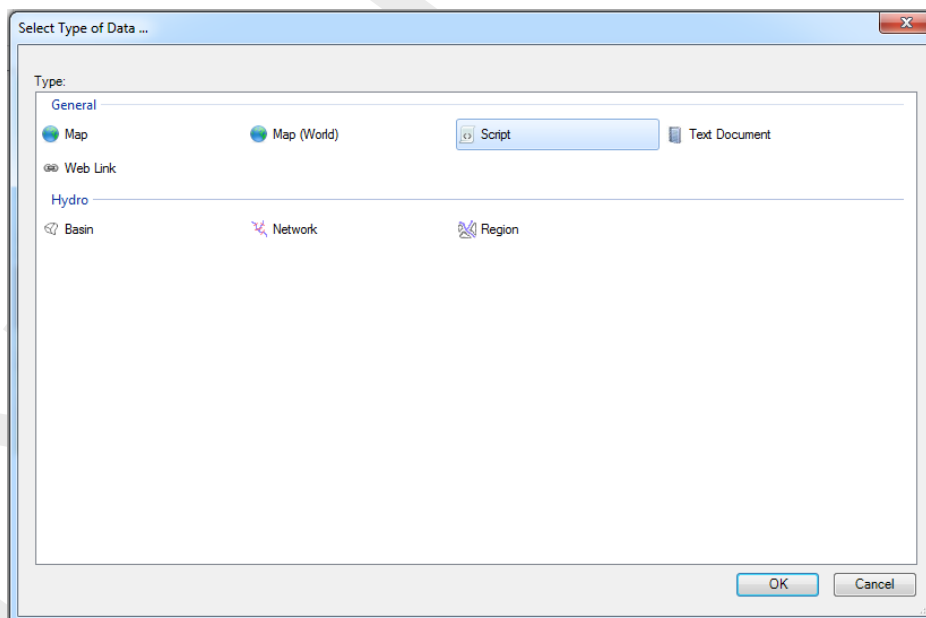 Select Type of Data ...
Type:
General
Map Map (World) Script Text Document
Web Link
Hydro
Basin Network Region
OK Cancel